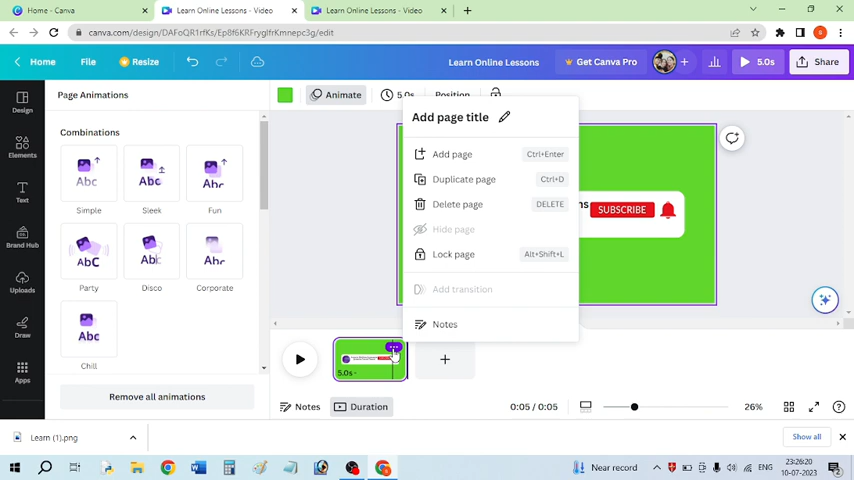 Home - Canva
Learn Online Lessons - Video
Learn Online Lessons - Video
canva.com/design/DAFoQR1rfKs/Ep8f6KRFryglfrKmnepc3g/edit
Home
File
Resize
Learn Online Lessons
Get Canva Pro
5.0s
Share
Page Animations
Animate
5.0s
Position
Design
Elements
Text
Brand Hub
Uploads
Draw
Apps
Combinations
Abc
Abc
Abc
Simple
Sleek
Fun
Abc
Abc
Abc
Party
Disco
Corporate
Abc
Chill
Remove all animations
Add page title
Add page
Ctrl+Enter
Duplicate page
Ctrl+D
Delete page
DELETE
Hide page
Lock page
Alt+Shift+L
Add transition
Notes
SUBSCRIBE
5.0s
Notes
Duration
0:05 / 0:05
26%
Learn (1).png
Show all
Near record
ENG
23:26:20
10-07-2023